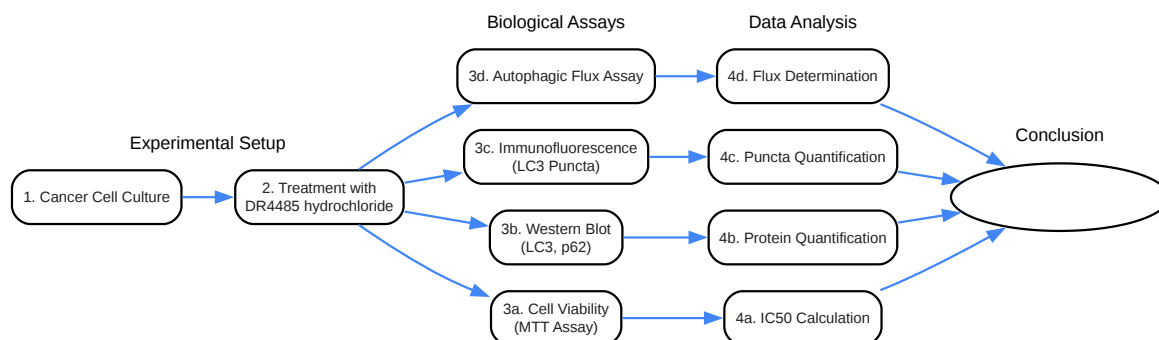 Biological Assays
Data Analysis
3d. Autophagic Flux Assay
4d. Flux Determination
Experimental Setup
Conclusion
3c. Immunofluorescence
(LC3 Puncta)
4c. Puncta Quantification
1. Cancer Cell Culture
2. Treatment with
DR4485 hydrochloride
3b. Western Blot
(LC3, p62)
4b. Protein Quantification
3a. Cell Viability
(MTT Assay)
4a. IC50 Calculation